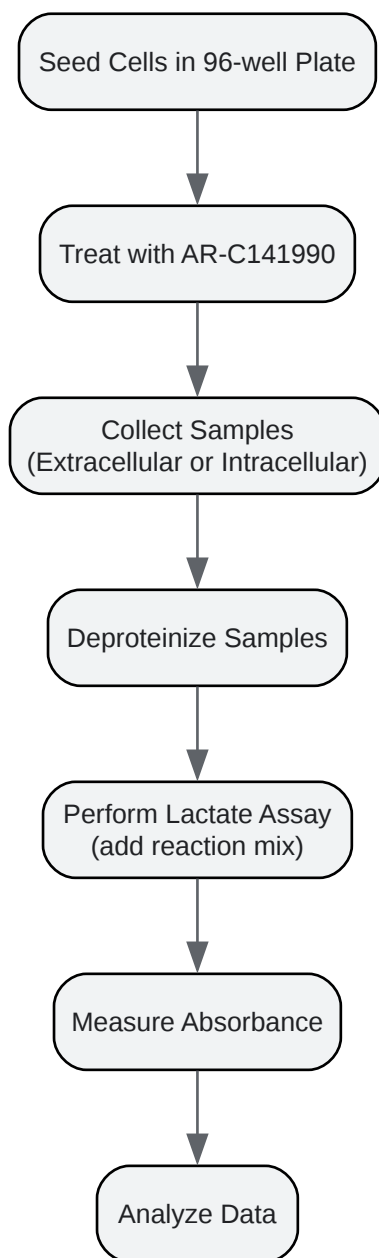 Seed Cells in 96-well Plate
Treat with AR-C141990
Collect Samples
(Extracellular or Intracellular)
Deproteinize Samples
Perform Lactate Assay
(add reaction mix)
Measure Absorbance
Analyze Data